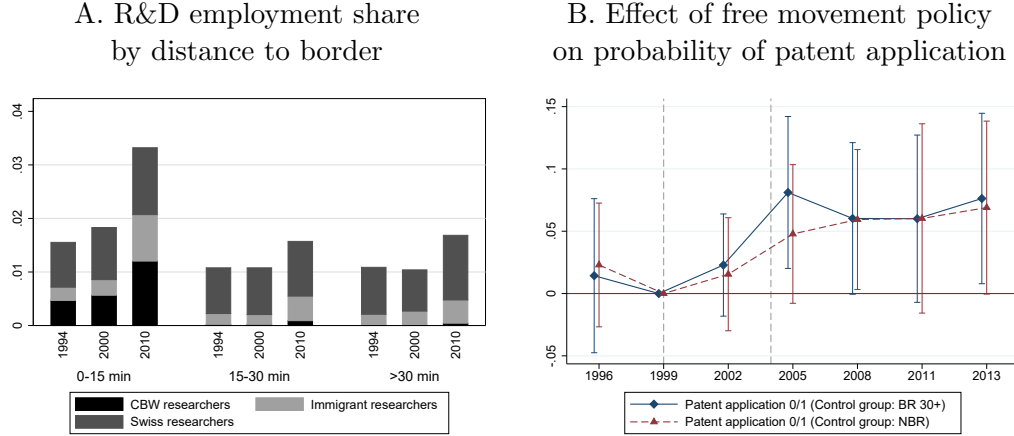 A. R&D employment share
by distance to border
.04
.03
.02
.01
0
1994
2000
2010
1994
2000
2010
1994
2000
2010
0-15 min
15-30 min
>30 min
CBW researchers
Immigrant researchers
Swiss researchers
B. Effect of free movement policy
on probability of patent application
.15
.1
.05
0
-.05
1996
1999
2002
2005
2008
2011
2013
Patent application 0/1 (Control group: BR 30+)
Patent application 0/1 (Control group: NBR)